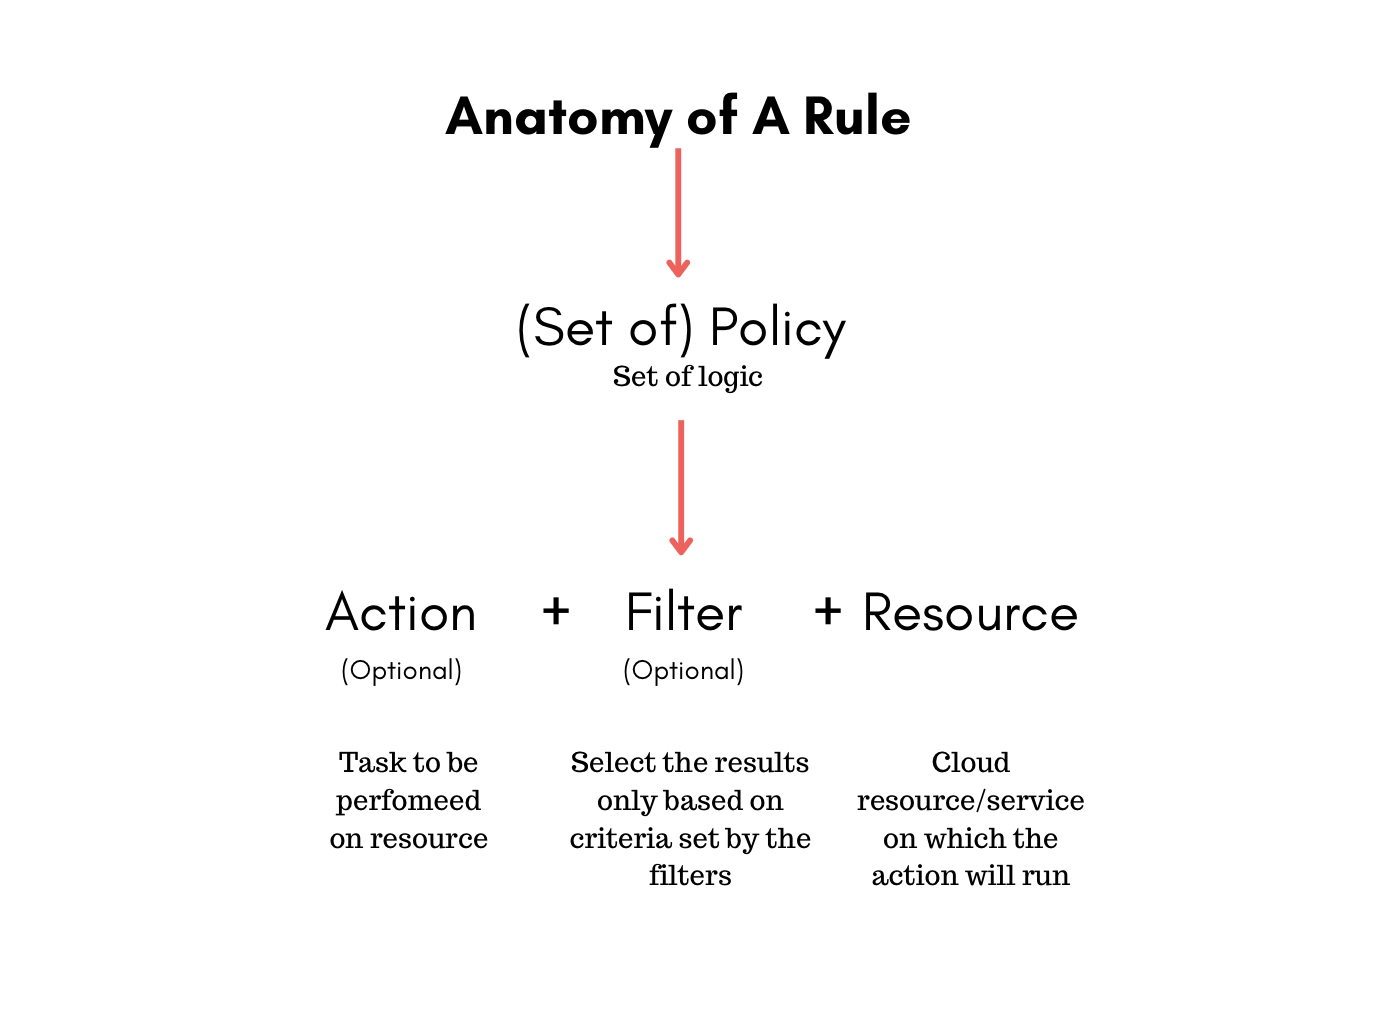 Anatomy of A Rule
(Set of) Policy
Set of logic
Action + Filter + Resource
(Optional) (Optional)
Task to be Select the results Cloud
perfomeed only based on resource/service
on resource criteria set by the on which the
filters action will run